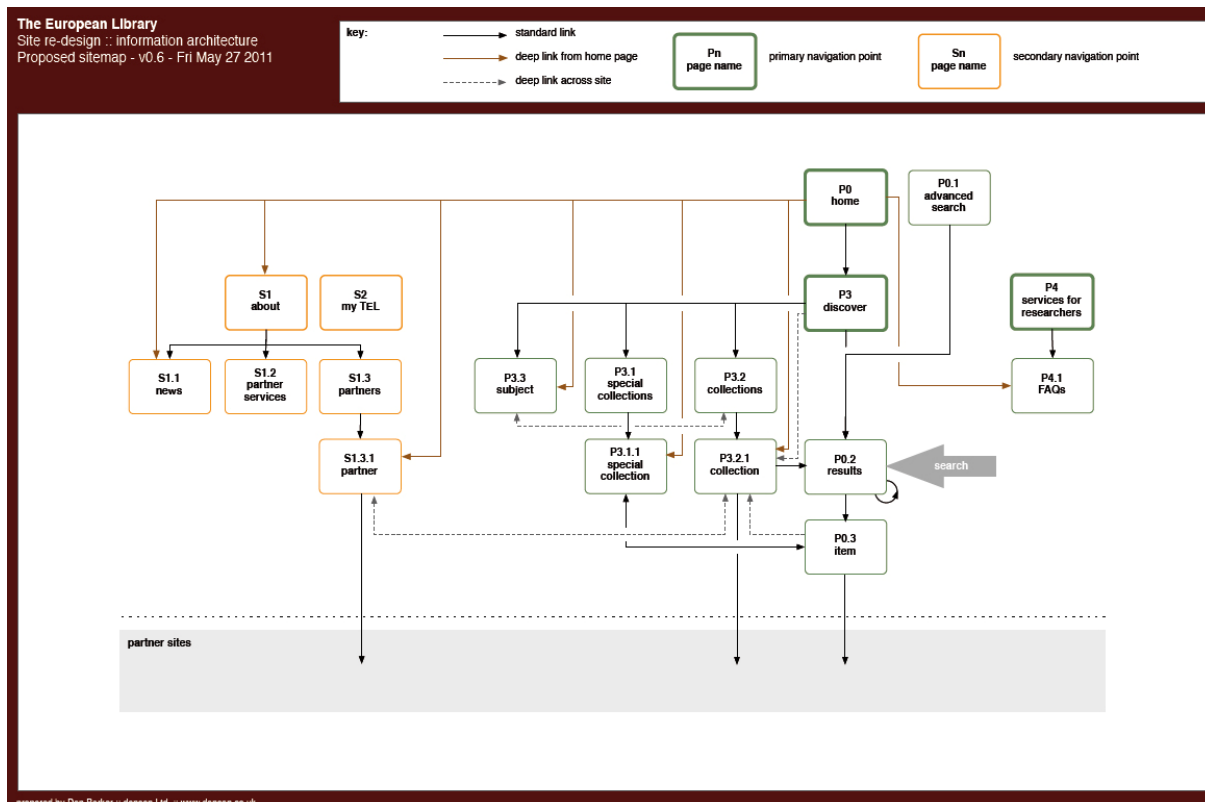 The European Library
Site re-design :: information architecture
Proposed sitemap - v0.6 - Fri May 27 2011
key:
standard link
deep link from home page
deep link across site
Pn
page name
primary navigation point
Sn
page name
secondary navigation point
P0
home
P0.1
advanced
search
S1
about
S2
my TEL
P3
discover
P4
services for
researchers
S1.1
news
S1.2
partner
services
S1.3
partners
P3.3
subject
P3.1
special
collections
P3.2
collections
P4.1
FAQs
S1.3.1
partner
P3.1.1
special
collection
P3.2.1
collection
P0.2
results
search
P0.3
item
partner sites